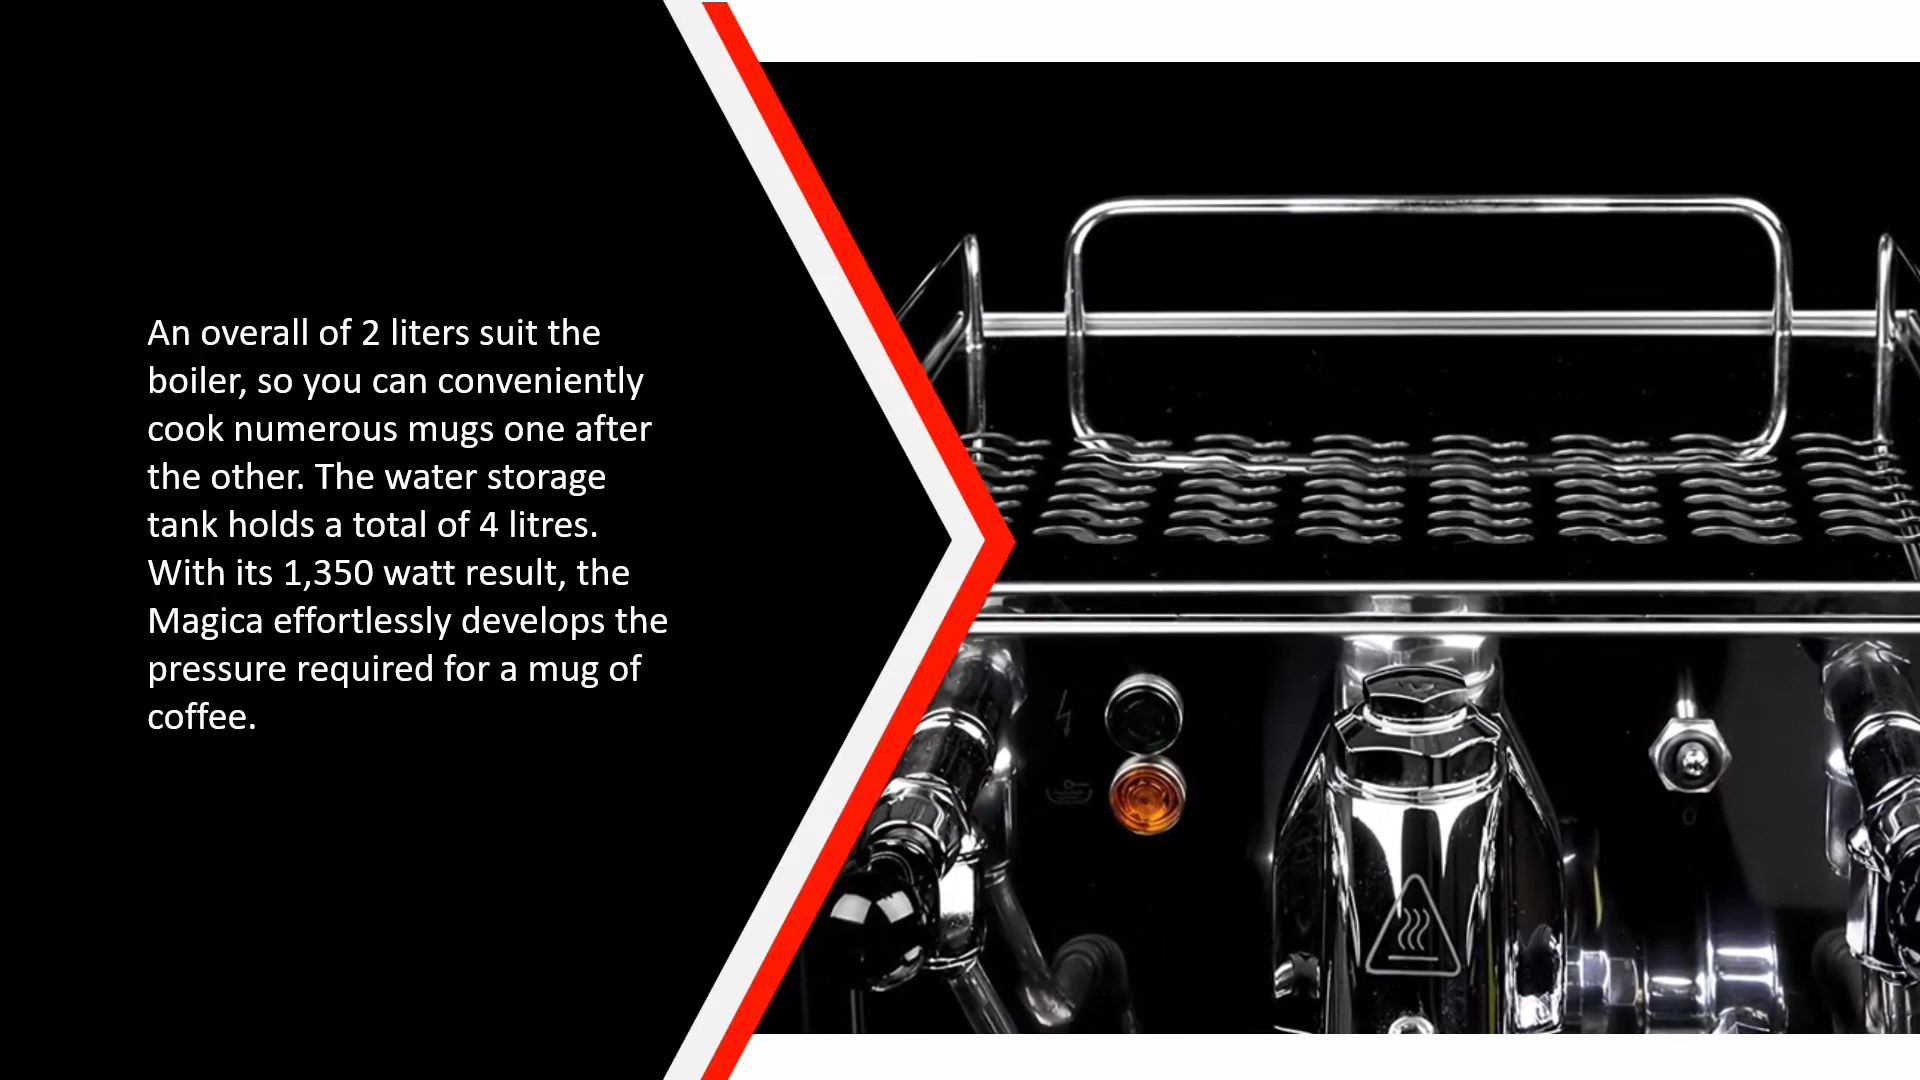 An overall of 2 liters suit the
boiler, so you can conveniently
cook numerous mugs one after
the other. The water storage
tank holds a total of 4 litres.
With its 1,350 watt result, the
Magica effortlessly develops the
pressure required for a mug of
coffee.
0